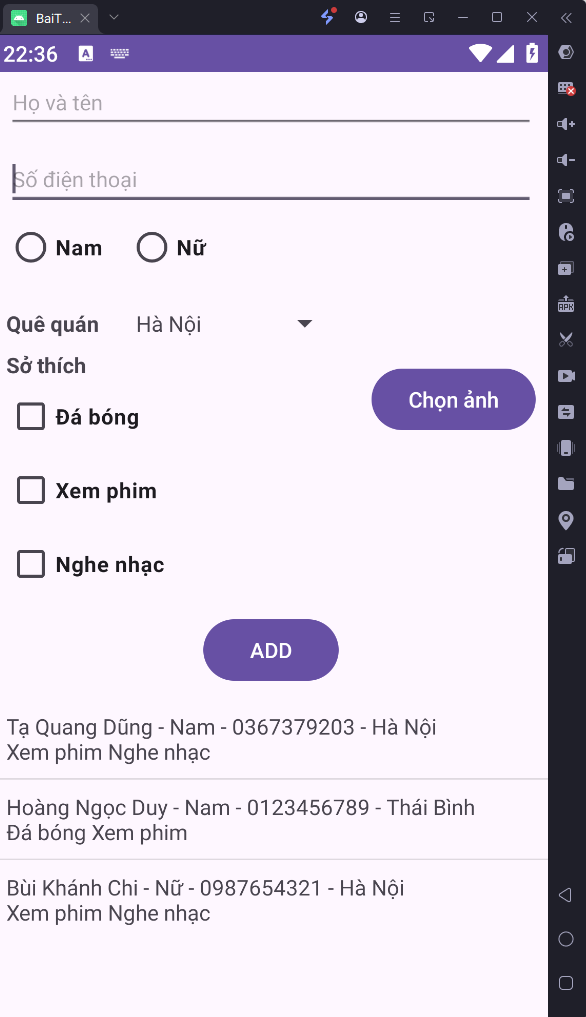 BaiT...
22:36
A
Họ và tên
Số điện thoại
Nam
Nữ
Quê quán
Hà Nội
Sở thích
Chọn ảnh
Đá bóng
Xem phim
Nghe nhạc
ADD
Tạ Quang Dũng - Nam - 0367379203 - Hà Nội
Xem phim Nghe nhạc
Hoàng Ngọc Duy - Nam - 0123456789 - Thái Bình
Đá bóng Xem phim
Bùi Khánh Chi - Nữ - 0987654321 - Hà Nội
Xem phim Nghe nhạc
APK